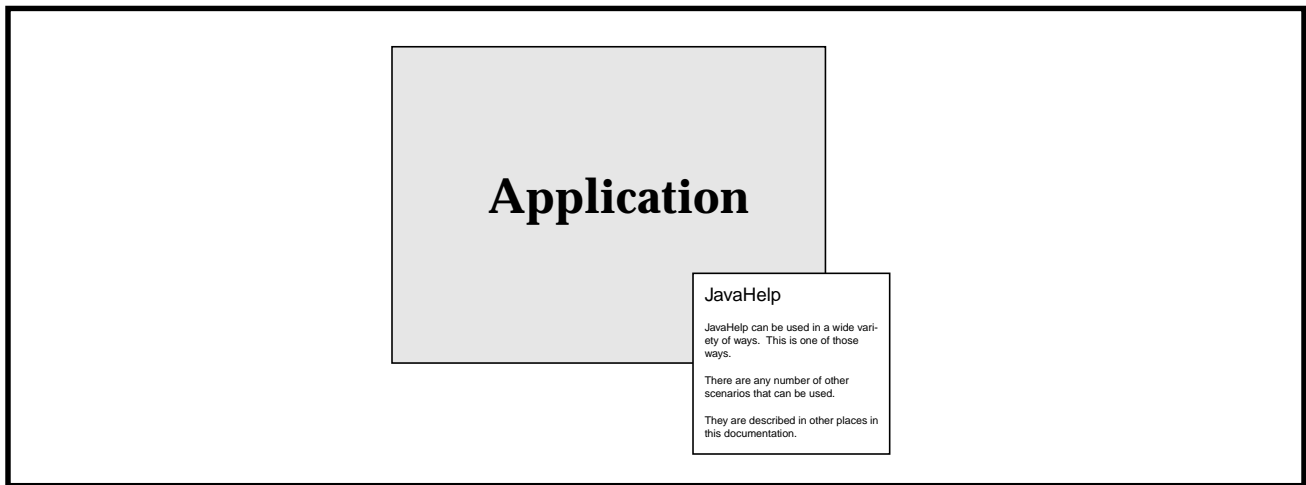 Application
JavaHelp
JavaHelp can be used in a wide vari-
ety of ways.  This is one of those
ways.
There are any number of other
scenarios that can be used.
They are described in other places in
this documentation.